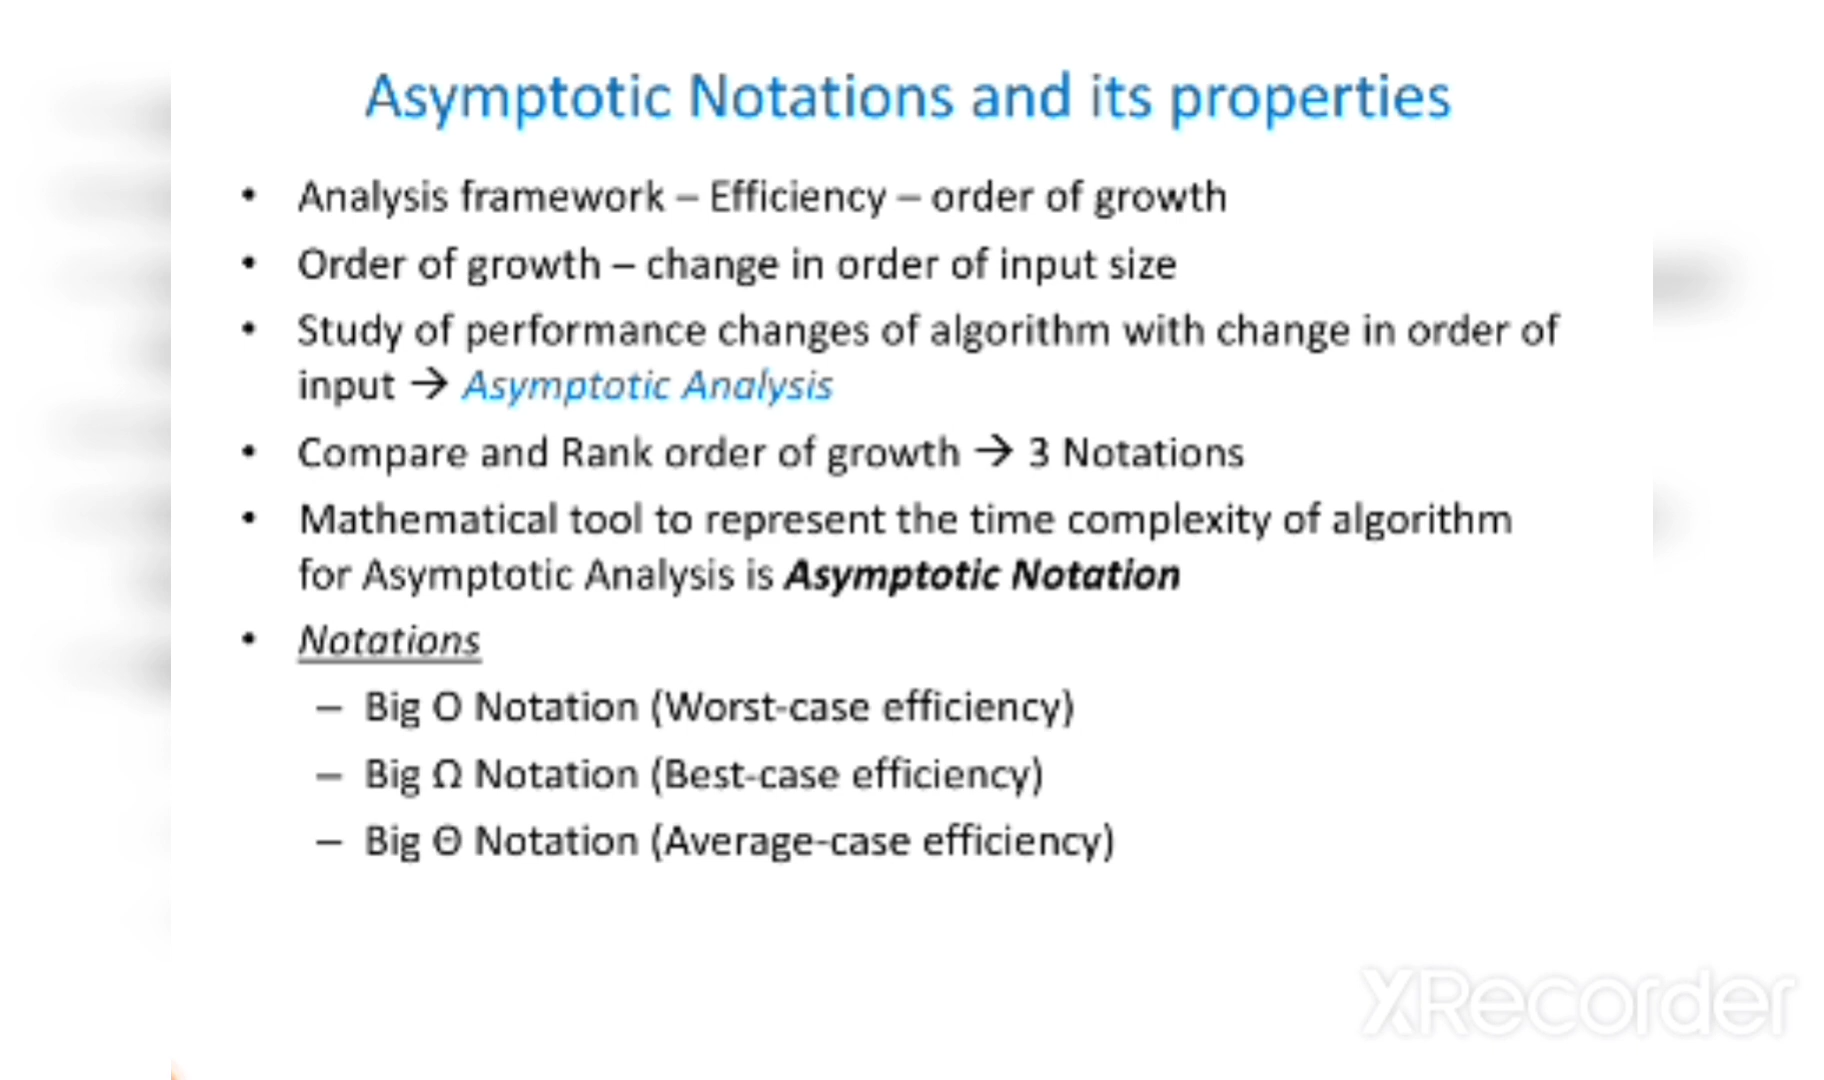 Asymptotic Notations and its properties
• Analysis framework – Efficiency – order of growth
• Order of growth – change in order of input size
• Study of performance changes of algorithm with change in order of
input → Asymptotic Analysis
• Compare and Rank order of growth → 3 Notations
• Mathematical tool to represent the time complexity of algorithm
for Asymptotic Analysis is Asymptotic Notation
• Notations
– Big O Notation (Worst-case efficiency)
– Big Ω Notation (Best-case efficiency)
– Big Θ Notation (Average-case efficiency)
XRecorder